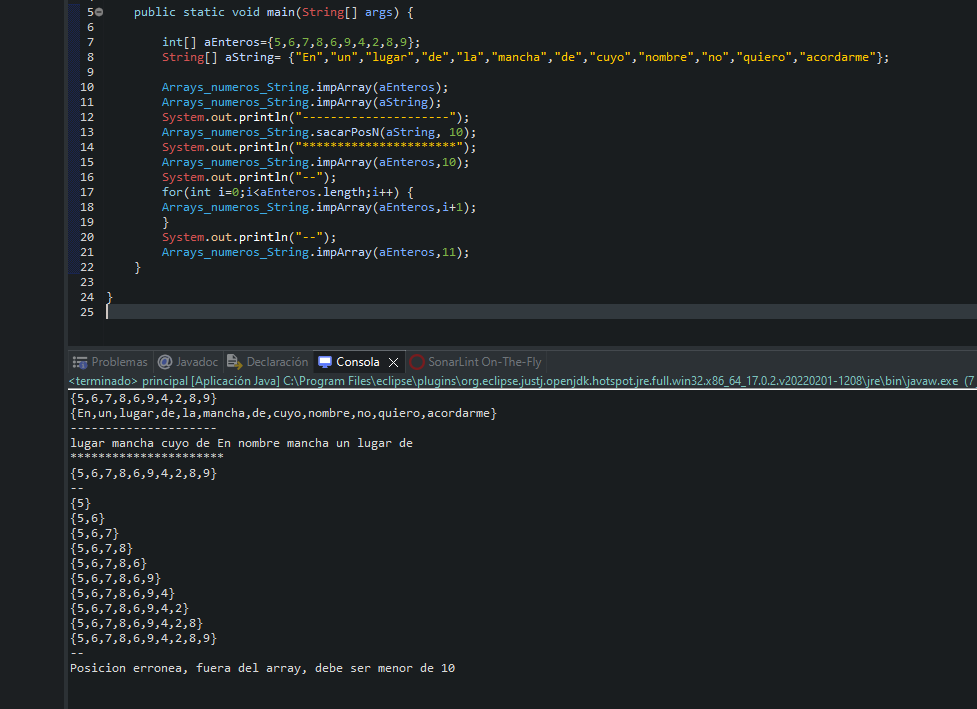 5 public static void main(String[] args) {
6
7 int[] aEnteros={5,6,7,8,6,9,4,2,8,9};
8 String[] aString= {"En","un","lugar","de","la","mancha","de","cuyo","nombre","no","quiero","acordarme"};
9
10 Arrays_numeros_String.impArray(aEnteros);
11 Arrays_numeros_String.impArray(aString);
12 System.out.println("---------------------");
13 Arrays_numeros_String.sacarPosN(aString, 10);
14 System.out.println("**********************");
15 Arrays_numeros_String.impArray(aEnteros,10);
16 System.out.println("--");
17 for(int i=0;i<aEnteros.length;i++) {
18 Arrays_numeros_String.impArray(aEnteros,i+1);
19 }
20 System.out.println("--");
21 Arrays_numeros_String.impArray(aEnteros,11);
22 }
23
24 }
25
Problemas @ Javadoc Declaración Consola SonarLint On-The-Fly
<terminado> principal [Aplicación Java] C:\Program Files\eclipse\plugins\org.eclipse.justj.openjdk.hotspot.jre.full.win32.x86_64_17.0.2.v20220201-1208\jre\bin\javaw.exe (7
{5,6,7,8,6,9,4,2,8,9}
{En,un,lugar,de,la,mancha,de,cuyo,nombre,no,quiero,acordarme}
---------------------
lugar mancha cuyo de En nombre mancha un lugar de
**********************
{5,6,7,8,6,9,4,2,8,9}
--
{5}
{5,6}
{5,6,7}
{5,6,7,8}
{5,6,7,8,6}
{5,6,7,8,6,9}
{5,6,7,8,6,9,4}
{5,6,7,8,6,9,4,2}
{5,6,7,8,6,9,4,2,8}
{5,6,7,8,6,9,4,2,8,9}
--
Posicion erronea, fuera del array, debe ser menor de 10